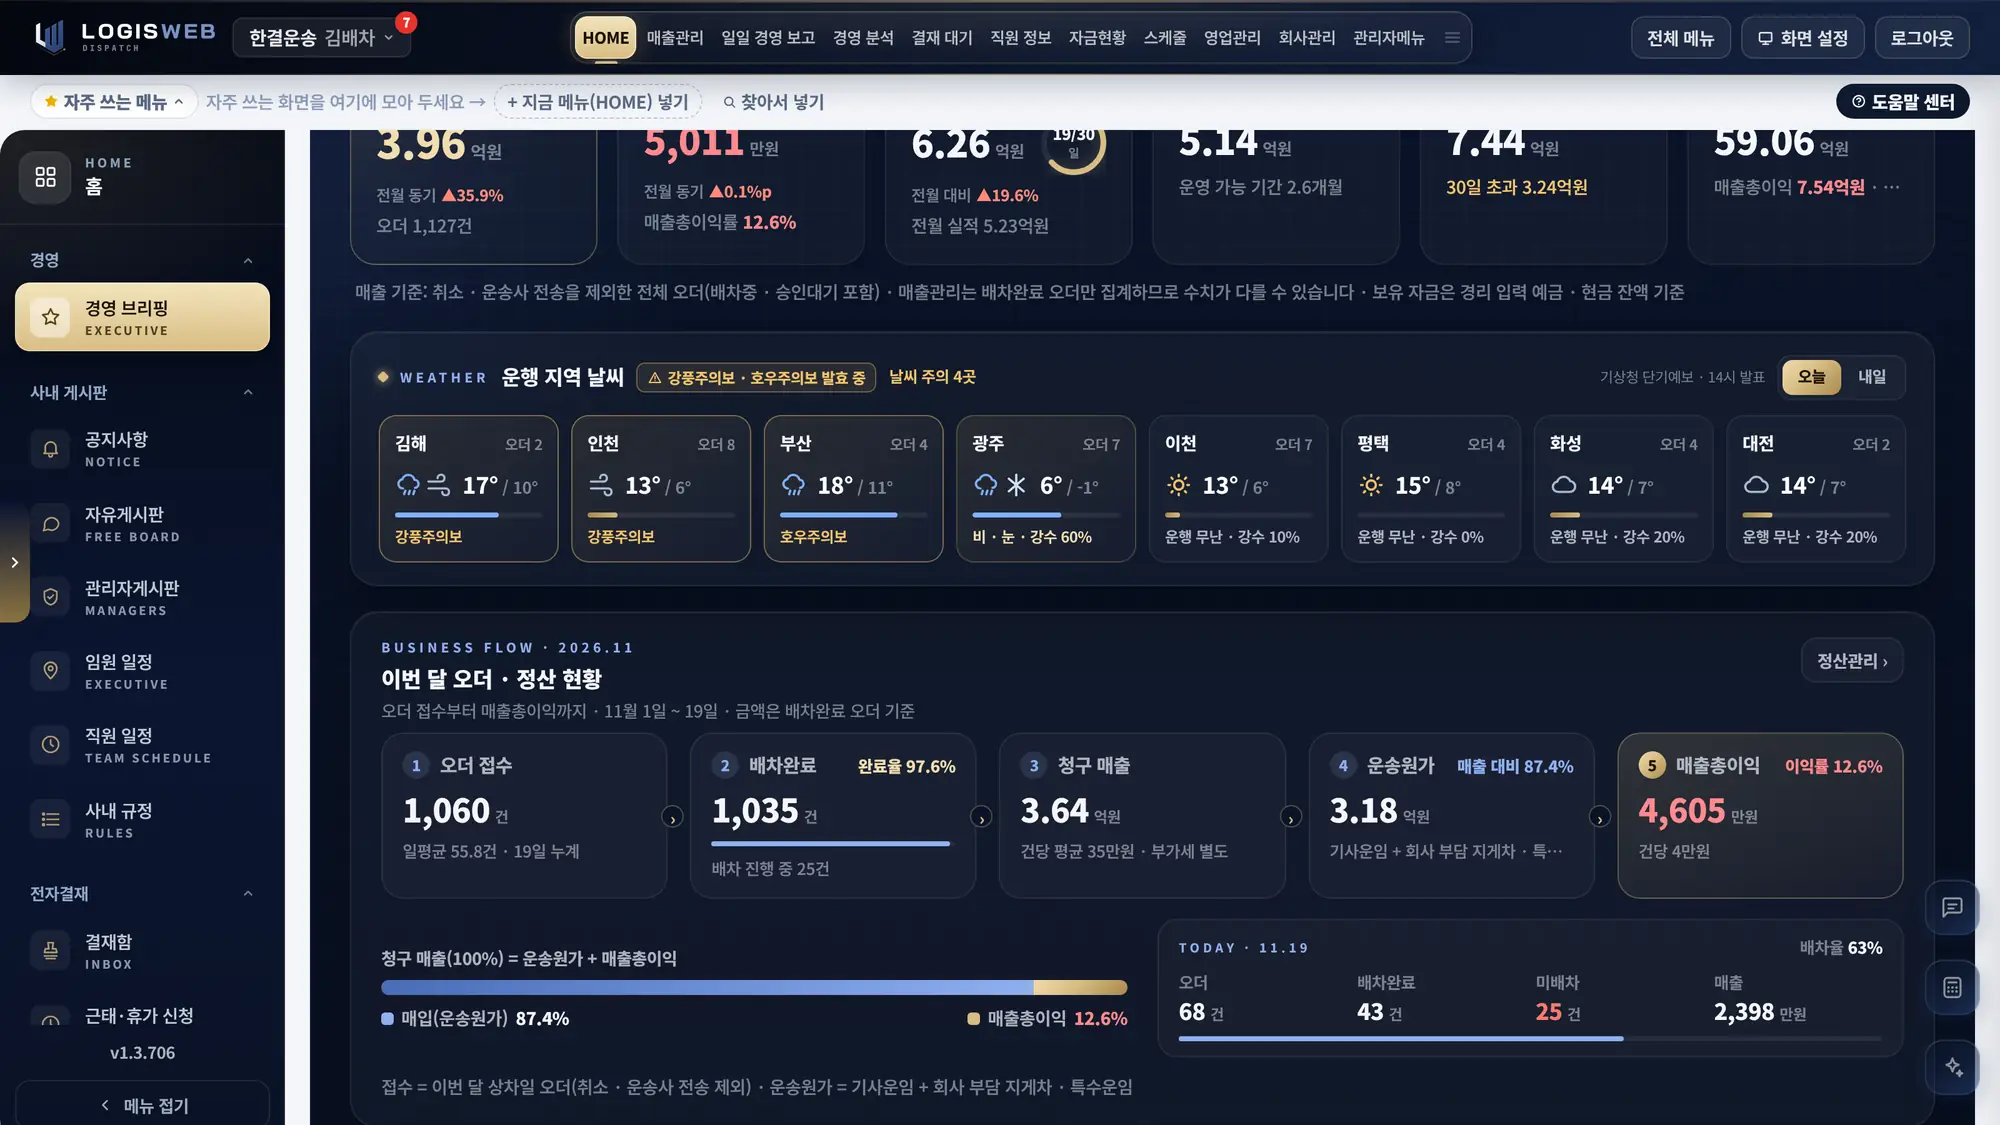 LOGISWEB
DISPATCH
한결운송 김배차
7
HOME
매출관리
일일 경영 보고
경영 분석
결재 대기
직원 정보
자금현황
스케줄
영업관리
회사관리
관리자메뉴
전체 메뉴
화면 설정
로그아웃
자주 쓰는 메뉴
자주 쓰는 화면을 여기에 모아 두세요 →
+ 지금 메뉴(HOME) 넣기
찾아서 넣기
도움말 센터
HOME
홈
경영
경영 브리핑
EXECUTIVE
사내 게시판
공지사항
NOTICE
자유게시판
FREE BOARD
관리자게시판
MANAGERS
임원 일정
EXECUTIVE
직원 일정
TEAM SCHEDULE
사내 규정
RULES
전자결재
결재함
INBOX
근태·휴가 신청
v1.3.706
메뉴 접기
3.96 억원
전월 동기 ▲35.9%
오더 1,127건
5,011 만원
전월 동기 ▲0.1%p
매출총이익률 12.6%
6.26 억원
19/30
일
전월 대비 ▲19.6%
전월 실적 5.23억원
5.14 억원
운영 가능 기간 2.6개월
7.44 억원
30일 초과 3.24억원
59.06 억원
매출총이익 7.54억원 · ···
매출 기준: 취소 · 운송사 전송을 제외한 전체 오더(배차중 · 승인대기 포함) · 매출관리는 배차완료 오더만 집계하므로 수치가 다를 수 있습니다 · 보유 자금은 경리 입력 예금 · 현금 잔액 기준
WEATHER
운행 지역 날씨
강풍주의보 · 호우주의보 발효 중
날씨 주의 4곳
기상청 단기예보 · 14시 발표
오늘
내일
김해 오더 2
17° / 10°
강풍주의보
인천 오더 8
13° / 6°
강풍주의보
부산 오더 4
18° / 11°
호우주의보
광주 오더 7
6° / -1°
비 · 눈 · 강수 60%
이천 오더 7
13° / 6°
운행 무난 · 강수 10%
평택 오더 4
15° / 8°
운행 무난 · 강수 0%
화성 오더 4
14° / 7°
운행 무난 · 강수 20%
대전 오더 2
14° / 7°
운행 무난 · 강수 20%
BUSINESS FLOW · 2026.11
이번 달 오더 · 정산 현황
오더 접수부터 매출총이익까지 · 11월 1일 ~ 19일 · 금액은 배차완료 오더 기준
정산관리 ›
1 오더 접수
1,060 건
일평균 55.8건 · 19일 누계
2 배차완료 완료율 97.6%
1,035 건
배차 진행 중 25건
3 청구 매출
3.64 억원
건당 평균 35만원 · 부가세 별도
4 운송원가 매출 대비 87.4%
3.18 억원
기사운임 + 회사 부담 지게차 · 특···
5 매출총이익 이익률 12.6%
4,605 만원
건당 4만원
청구 매출(100%) = 운송원가 + 매출총이익
매입(운송원가) 87.4%
매출총이익 12.6%
TODAY · 11.19
배차율 63%
오더
68 건
배차완료
43 건
미배차
25 건
매출
2,398 만원
접수 = 이번 달 상차일 오더(취소 · 운송사 전송 제외) · 운송원가 = 기사운임 + 회사 부담 지게차 · 특수운임